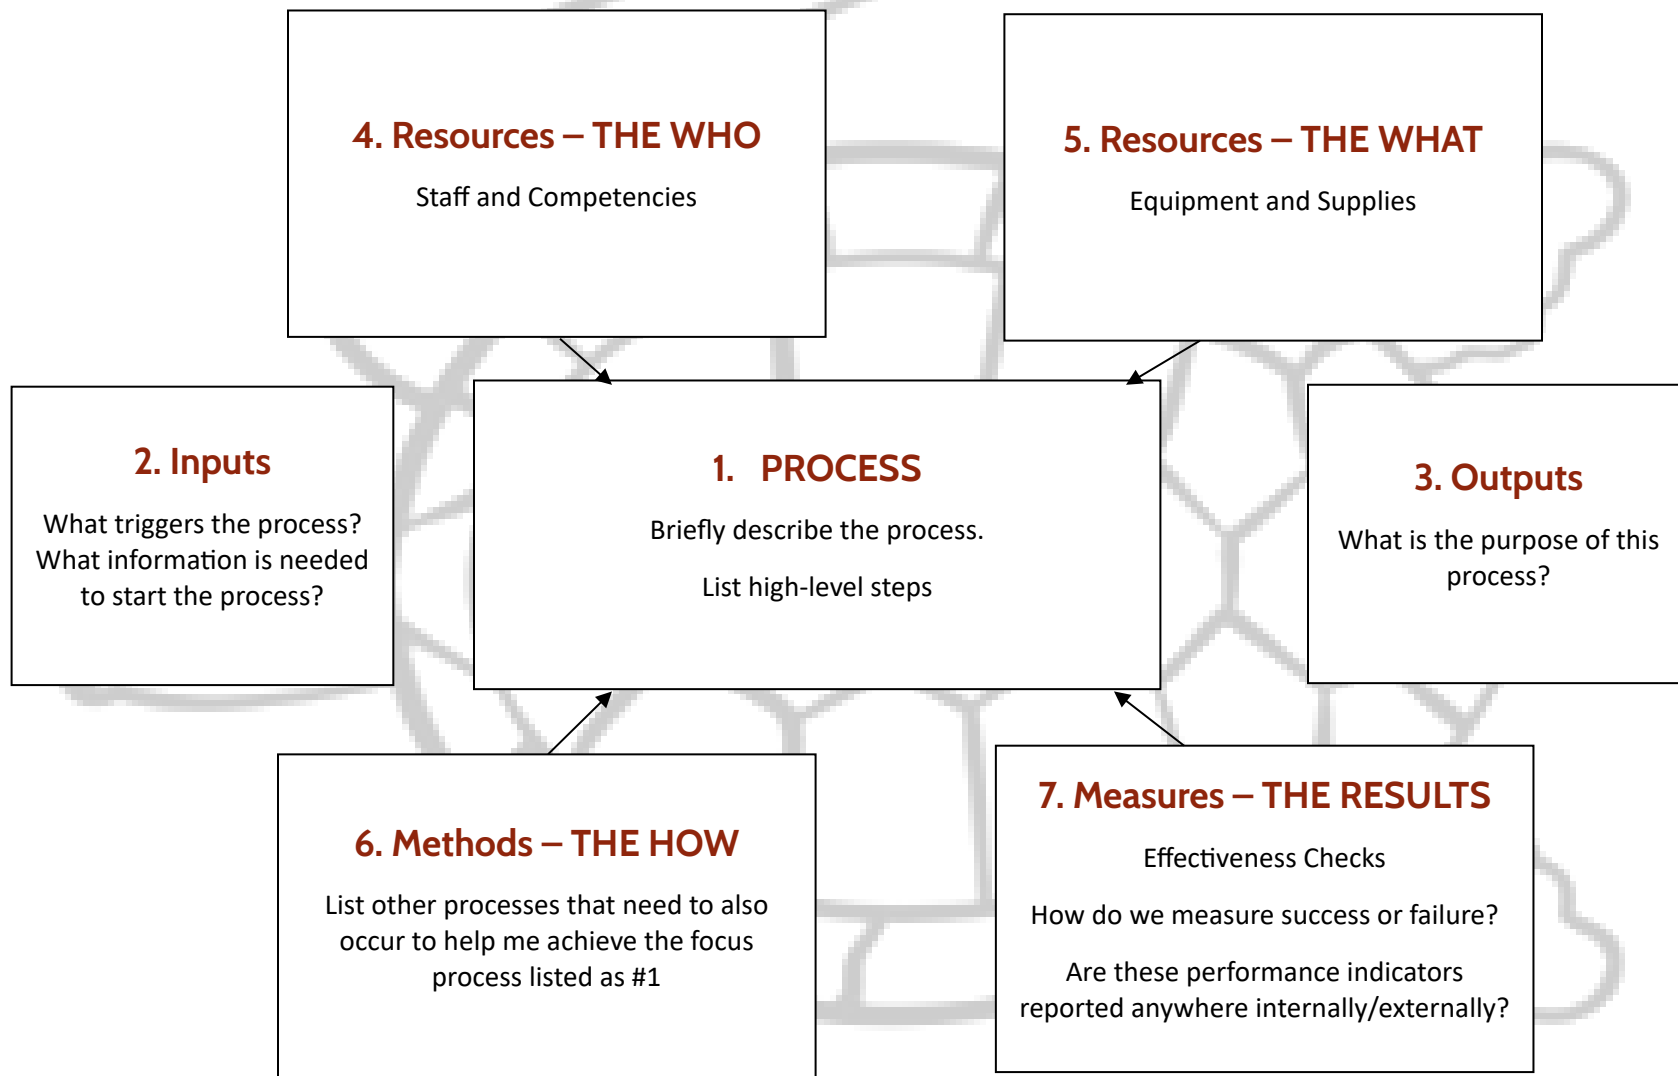 4. Resources – THE WHO
Staff and Competencies
5. Resources – THE WHAT
Equipment and Supplies
2. Inputs
What triggers the process?
What information is needed
to start the process?
1. PROCESS
Briefly describe the process.
List high-level steps
3. Outputs
What is the purpose of this
process?
6. Methods – THE HOW
List other processes that need to also
occur to help me achieve the focus
process listed as #1
7. Measures – THE RESULTS
Effectiveness Checks
How do we measure success or failure?
Are these performance indicators
reported anywhere internally/externally?